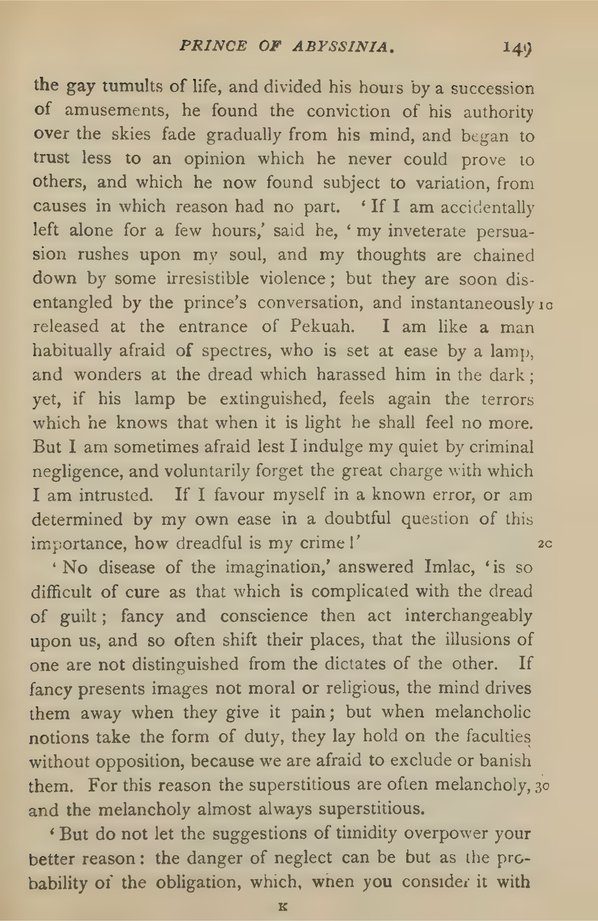 PRINCE OF ABYSSINIA. 149
the gay tumults of life, and divided his hours by a succession
of amusements, he found the conviction of his authority
over the skies fade gradually from his mind, and began to
trust less to an opinion which he never could prove to
others, and which he now found subject to variation, from
causes in which reason had no part. ‘ If I am accidentally
left alone for a few hours,’ said he, ‘ my inveterate persua-
sion rushes upon my soul, and my thoughts are chained
down by some irresistible violence ; but they are soon dis-
entangled by the prince’s conversation, and instantaneously 10
released at the entrance of Pekuah. I am like a man
habitually afraid of spectres, who is set at ease by a lamp,
and wonders at the dread which harassed him in the dark ;
yet, if his lamp be extinguished, feels again the terrors
which he knows that when it is light he shall feel no more.
But I am sometimes afraid lest I indulge my quiet by criminal
negligence, and voluntarily forget the great charge with which
I am intrusted. If I favour myself in a known error, or am
determined by my own ease in a doubtful question of this
importance, how dreadful is my crime !’ 20
‘ No disease of the imagination,’ answered Imlac, ‘ is so
difficult of cure as that which is complicated with the dread
of guilt ; fancy and conscience then act interchangeably
upon us, and so often shift their places, that the illusions of
one are not distinguished from the dictates of the other. If
fancy presents images not moral or religious, the mind drives
them away when they give it pain ; but when melancholic
notions take the form of duty, they lay hold on the faculties
without opposition, because we are afraid to exclude or banish
them. For this reason the superstitious are often melancholy, 30
and the melancholy almost always superstitious.
‘ But do not let the suggestions of timidity overpower your
better reason : the danger of neglect can be but as the pro-
bability of the obligation, which, when you consider it with
K